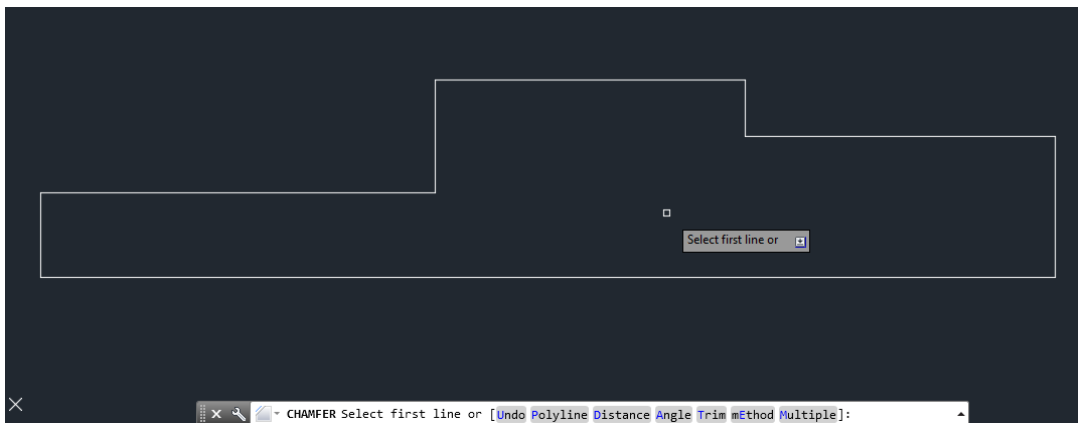 Select first line or
CHAMFER Select first line or [Undo Polyline Distance Angle Trim mEthod Multiple]: